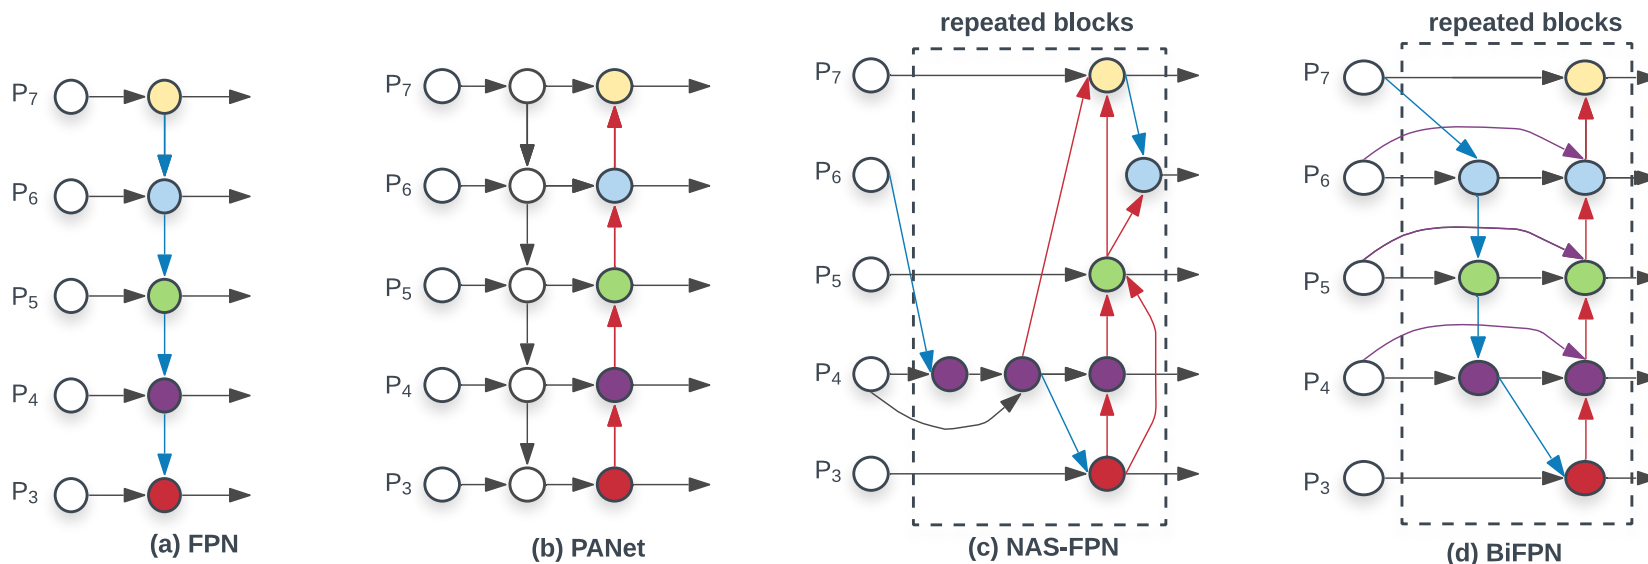 P7
P6
P5
P4
P3
(a) FPN
P7
P6
P5
P4
P3
(b) PANet
repeated blocks
P7
P6
P5
P4
P3
(c) NAS-FPN
repeated blocks
P7
P6
P5
P4
P3
(d) BiFPN